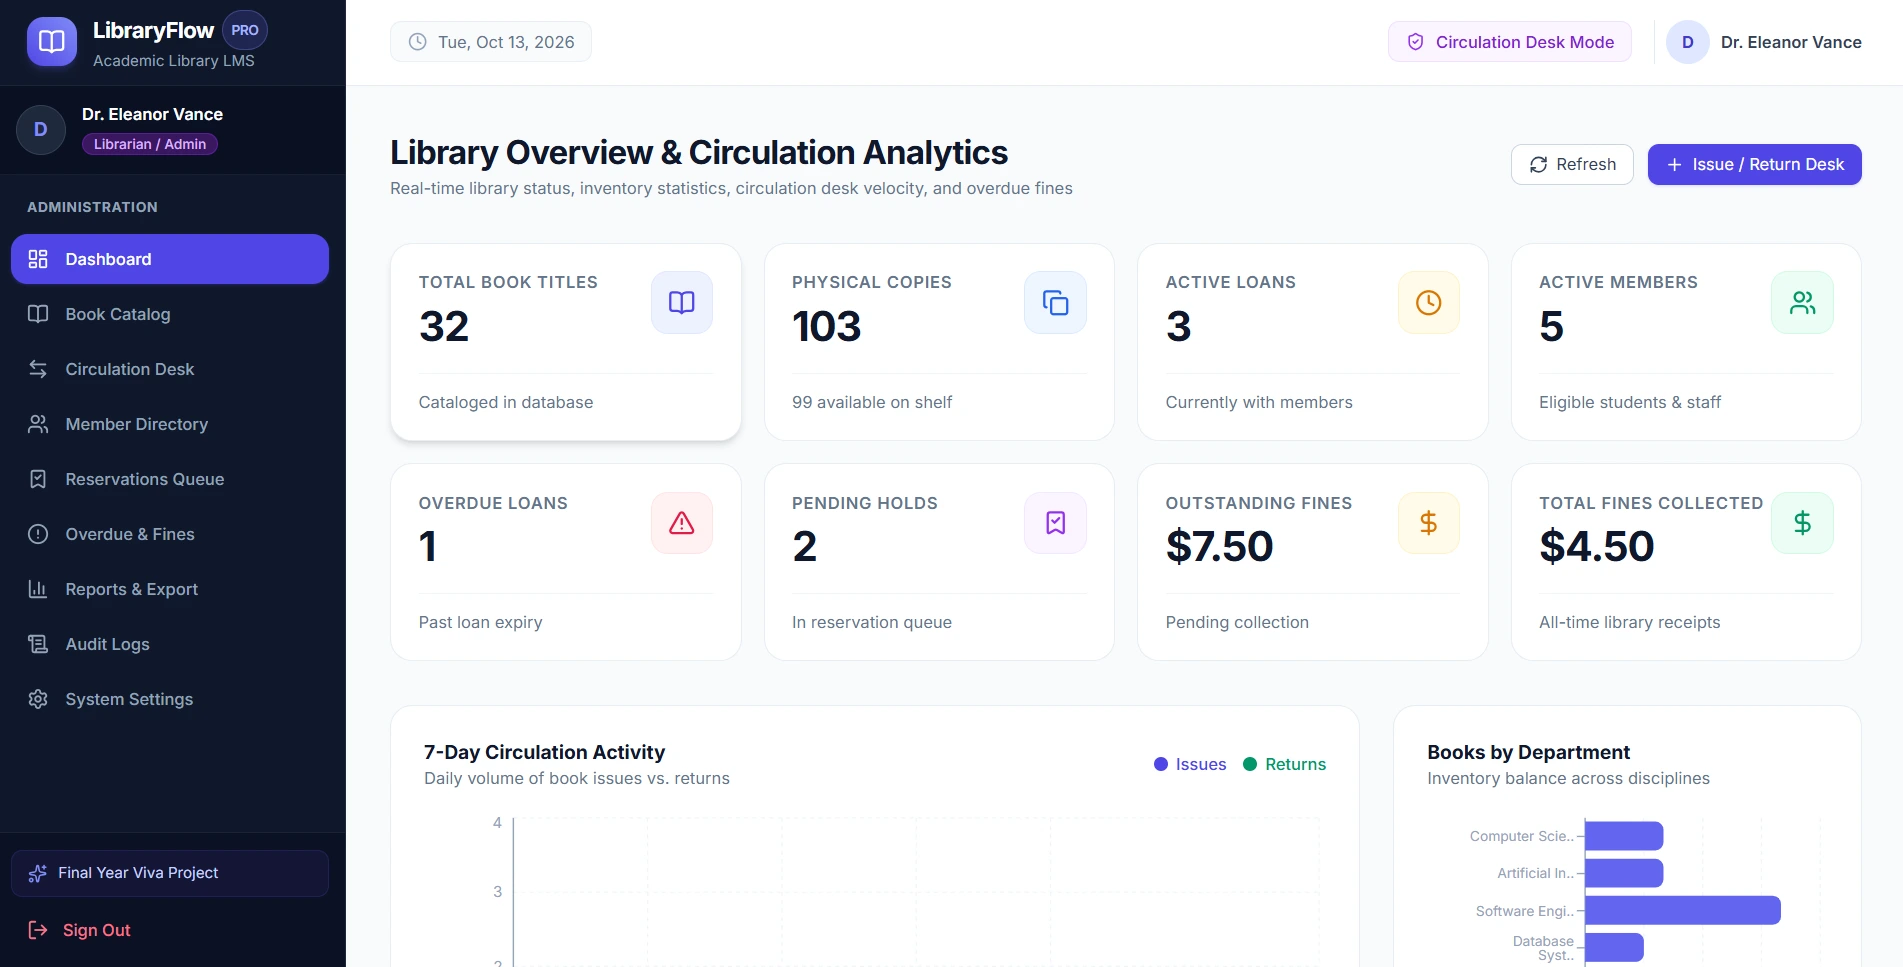 LibraryFlow PRO
Academic Library LMS
D
Dr. Eleanor Vance
Librarian / Admin
ADMINISTRATION
Dashboard
Book Catalog
Circulation Desk
Member Directory
Reservations Queue
Overdue & Fines
Reports & Export
Audit Logs
System Settings
Final Year Viva Project
Sign Out
Tue, Oct 13, 2026
Circulation Desk Mode
D
Dr. Eleanor Vance
Library Overview & Circulation Analytics
Real-time library status, inventory statistics, circulation desk velocity, and overdue fines
Refresh
Issue / Return Desk
TOTAL BOOK TITLES
32
Cataloged in database
PHYSICAL COPIES
103
99 available on shelf
ACTIVE LOANS
3
Currently with members
ACTIVE MEMBERS
5
Eligible students & staff
OVERDUE LOANS
1
Past loan expiry
PENDING HOLDS
2
In reservation queue
OUTSTANDING FINES
$7.50
Pending collection
TOTAL FINES COLLECTED
$4.50
All-time library receipts
7-Day Circulation Activity
Daily volume of book issues vs. returns
Issues
Returns
4
3
2
Books by Department
Inventory balance across disciplines
Computer Scie..
Artificial In..
Software Engi..
Database
Syst..